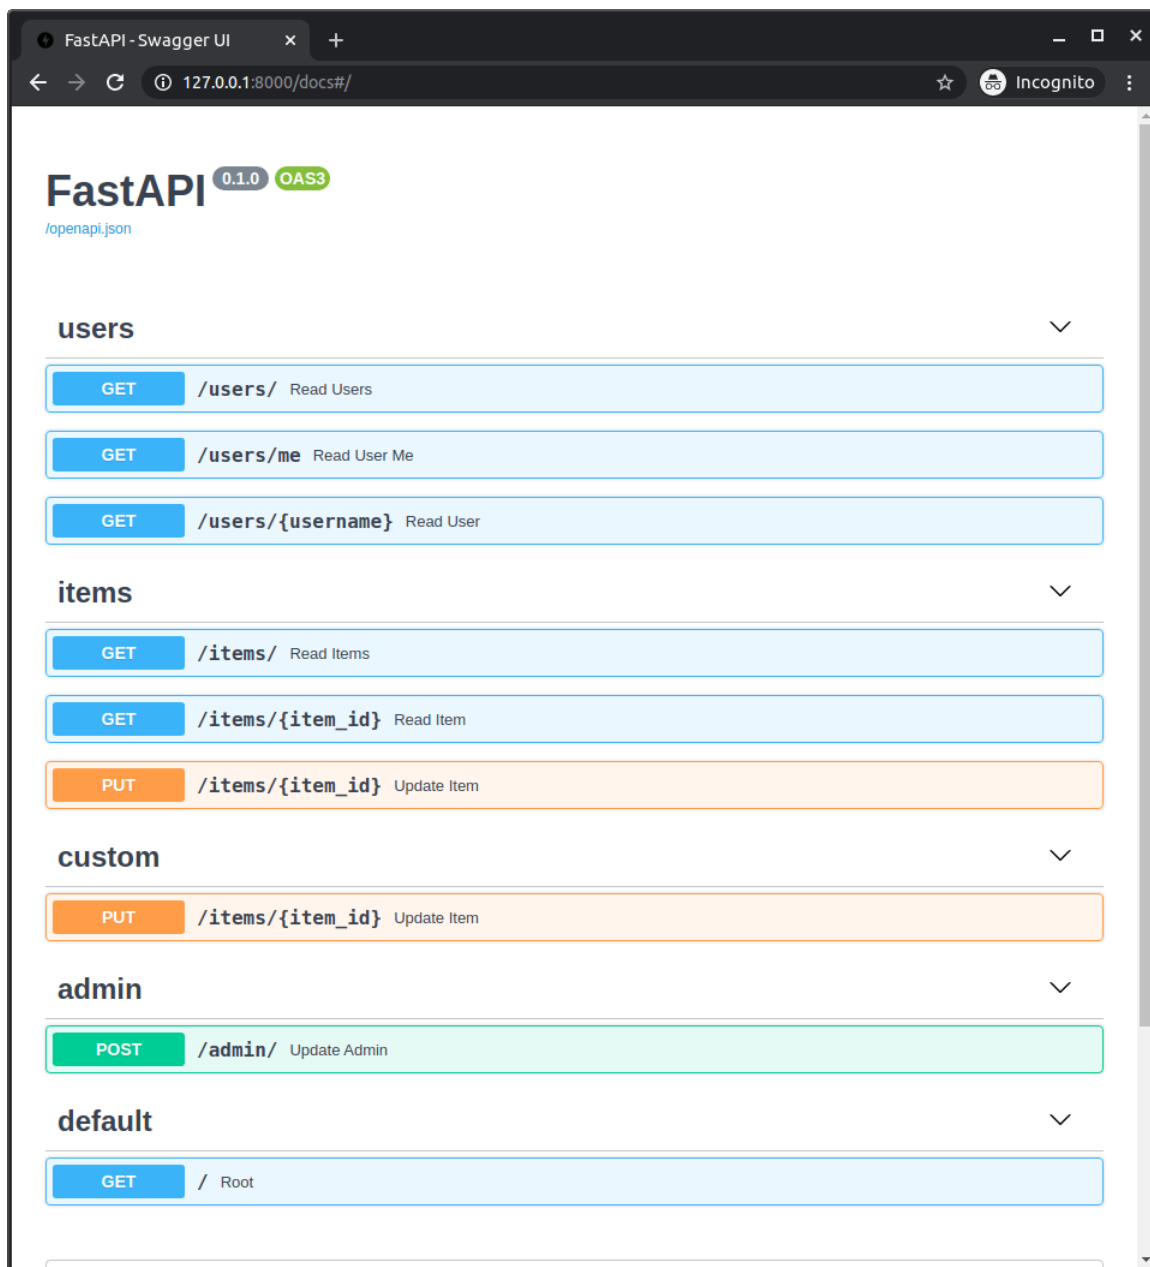 FastAPI - Swagger UI
127.0.0.1:8000/docs#/
Incognito
FastAPI 0.1.0 OAS3
/openapi.json
users
GET /users/ Read Users
GET /users/me Read User Me
GET /users/{username} Read User
items
GET /items/ Read Items
GET /items/{item_id} Read Item
PUT /items/{item_id} Update Item
custom
PUT /items/{item_id} Update Item
admin
POST /admin/ Update Admin
default
GET / Root